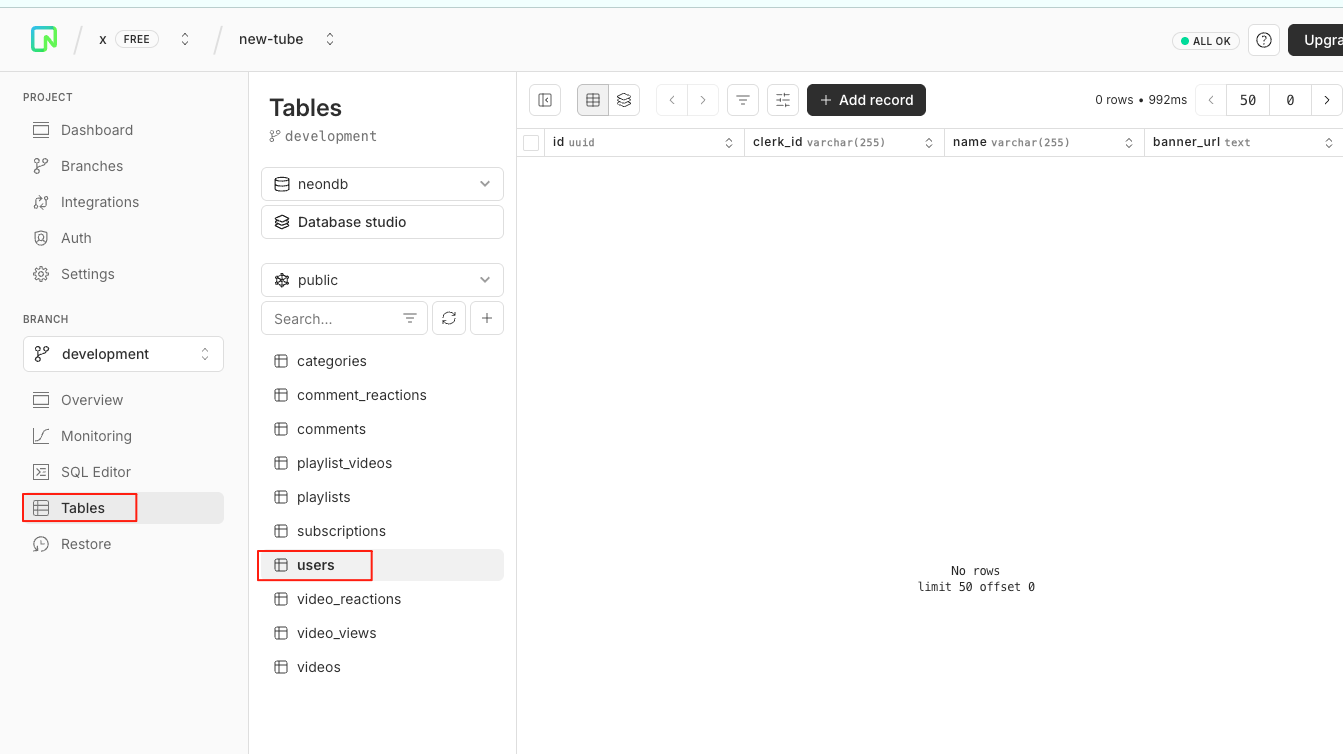 x FREE new-tube ALL OK Upgra
PROJECT
Dashboard
Branches
Integrations
Auth
Settings
BRANCH
development
Overview
Monitoring
SQL Editor
Tables
Restore
Tables
development
neondb
Database studio
public
Search...
categories
comment_reactions
comments
playlist_videos
playlists
subscriptions
users
video_reactions
video_views
videos
Add record 0 rows • 992ms 50 0
id uuid clerk_id varchar(255) name varchar(255) banner_url text
No rows
limit 50 offset 0